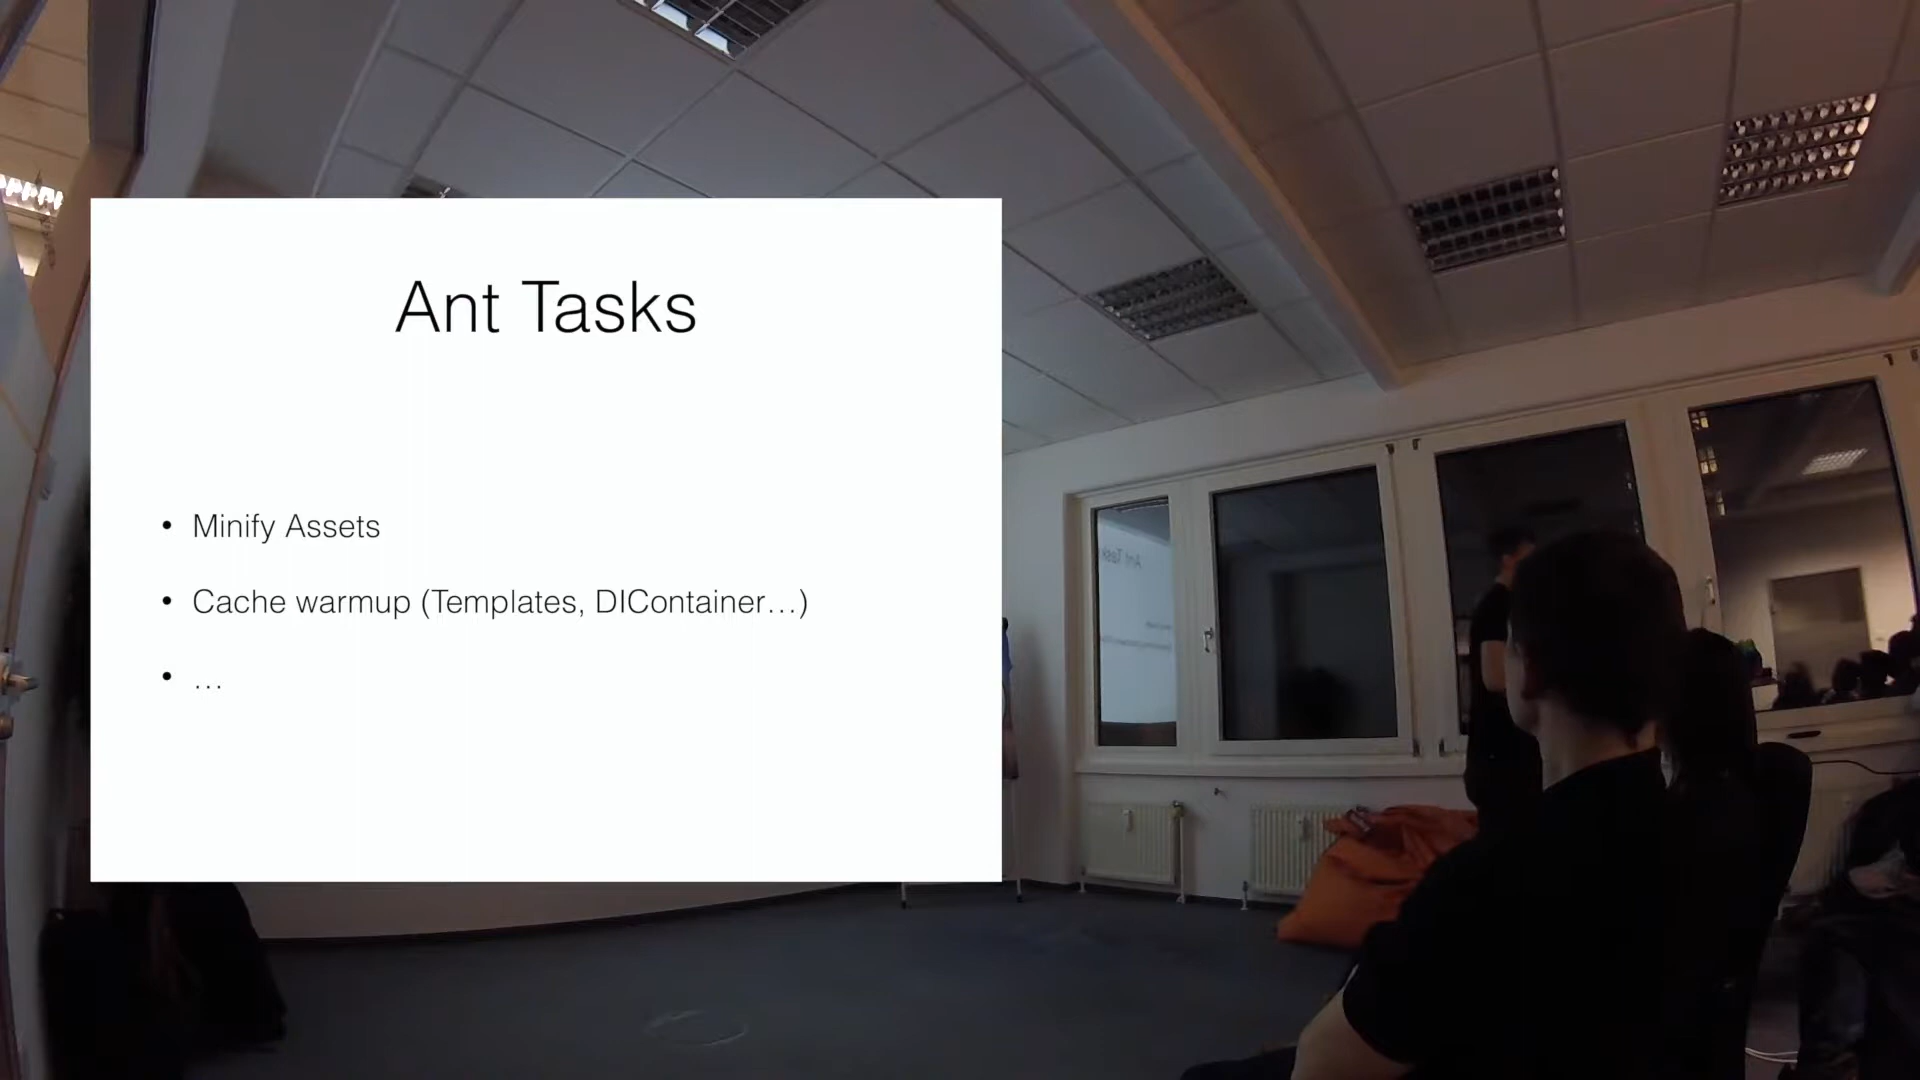 Ant Tasks
• Minify Assets
• Cache warmup (Templates, DIContainer…)
• …